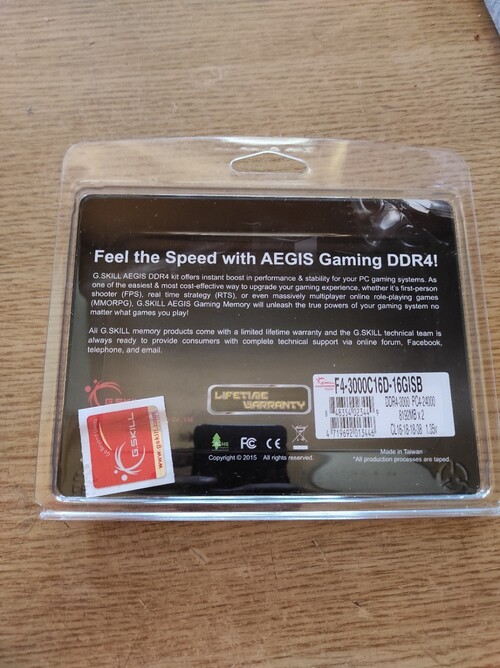 Feel the Speed with AEGIS Gaming DDR4!
G.SKILL AEGIS DDR4 kit offers instant boost in performance & stability for your PC gaming systems. As
one of the easiest & most cost-effective way to upgrade your gaming experience, whether it's first-person
shooter (FPS), real time strategy (RTS), or even massively multiplayer online role-playing games
(MMORPG). G.SKILL AEGIS Gaming Memory will unleash the true powers of your gaming system no
matter what games you play!
All G.SKILL memory products come with a limited lifetime warranty and the G.SKILL technical team is
always ready to provide consumers with complete technical support via online forum, Facebook,
telephone, and email.
F4-3000C16D-16GISB
DDR4-3000 PC4-24000
8192MB x 2
CL16-18-18-38 1.35v
LIFETIME
WARRANTY
G.SKILL
www.gskill.com
Co., Ltd.
FC CE
Copyright © 2015 All rights reserved.
Made in Taiwan
*All production processes are taped.